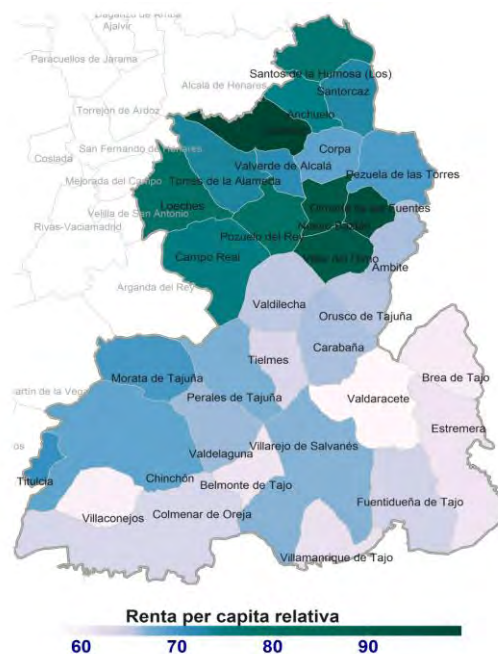 Ajalvir
Paracuellos de Jarama
Alcalá de Henares
Santos de la Humosa (Los)
Santorcaz
Torrejón de Ardoz
Anchuelo
San Fernando de Henares
Corpa
Coslada
Valverde de Alcalá
Pezuela de las Torres
Mejorada del Campo
Torres de la Alameda
Loeches
Velilla de San Antonio
Rivas-Vaciamadrid
Pozuelo del Rey
Campo Real
Ambite
Arganda del Rey
Valdilecha
Orusco de Tajuña
Carabaña
Tielmes
Morata de Tajuña
Brea de Tajo
Perales de Tajuña
Valdaracete
Estremera
Valdelaguna
Villarejo de Salvanés
Titulcia
Chinchón
Belmonte de Tajo
Villaconejos
Colmenar de Oreja
Fuentidueña de Tajo
Villamanrique de Tajo
Renta per capita relativa
60 70 80 90